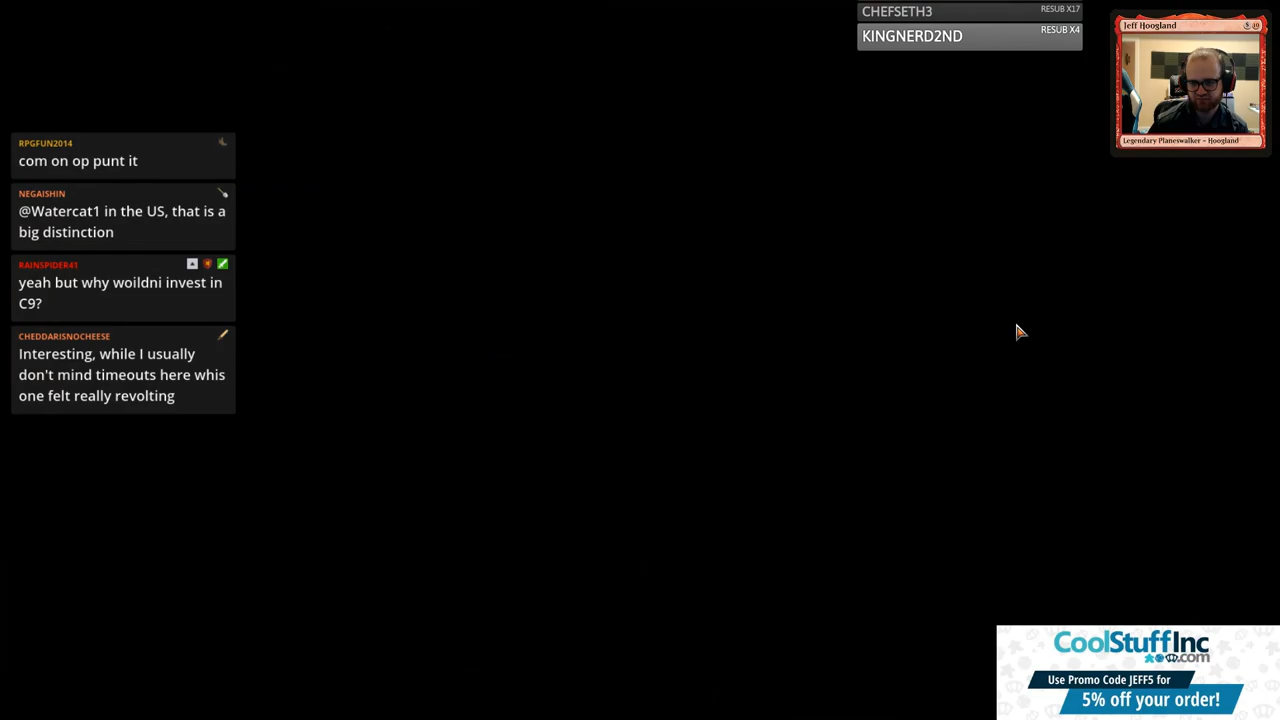 CHEFSETH3 RESUB X17
KINGNERD2ND RESUB X4
Jeff Hoogland
Legendary Planeswalker - Hoogland
RPGFUN2014
com on op punt it
NEGAISHIN
@Watercat1 in the US, that is a
big distinction
RAINSPIDER41
yeah but why woildni invest in
C9?
CHEDDARISNOCHEESE
Interesting, while I usually
don't mind timeouts here whis
one felt really revolting
CoolStuffInc
.com
Use Promo Code JEFF5 for
5% off your order!